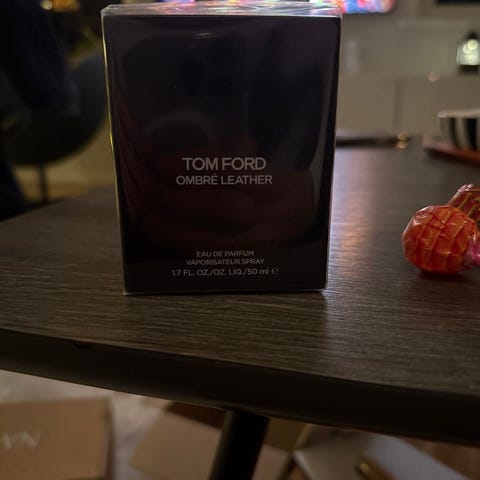 TOM FORD
OMBRÉ LEATHER
EAU DE PARFUM
VAPORISATEUR SPRAY
1.7 FL. OZ./OZ. LIQ./50 ml ℮